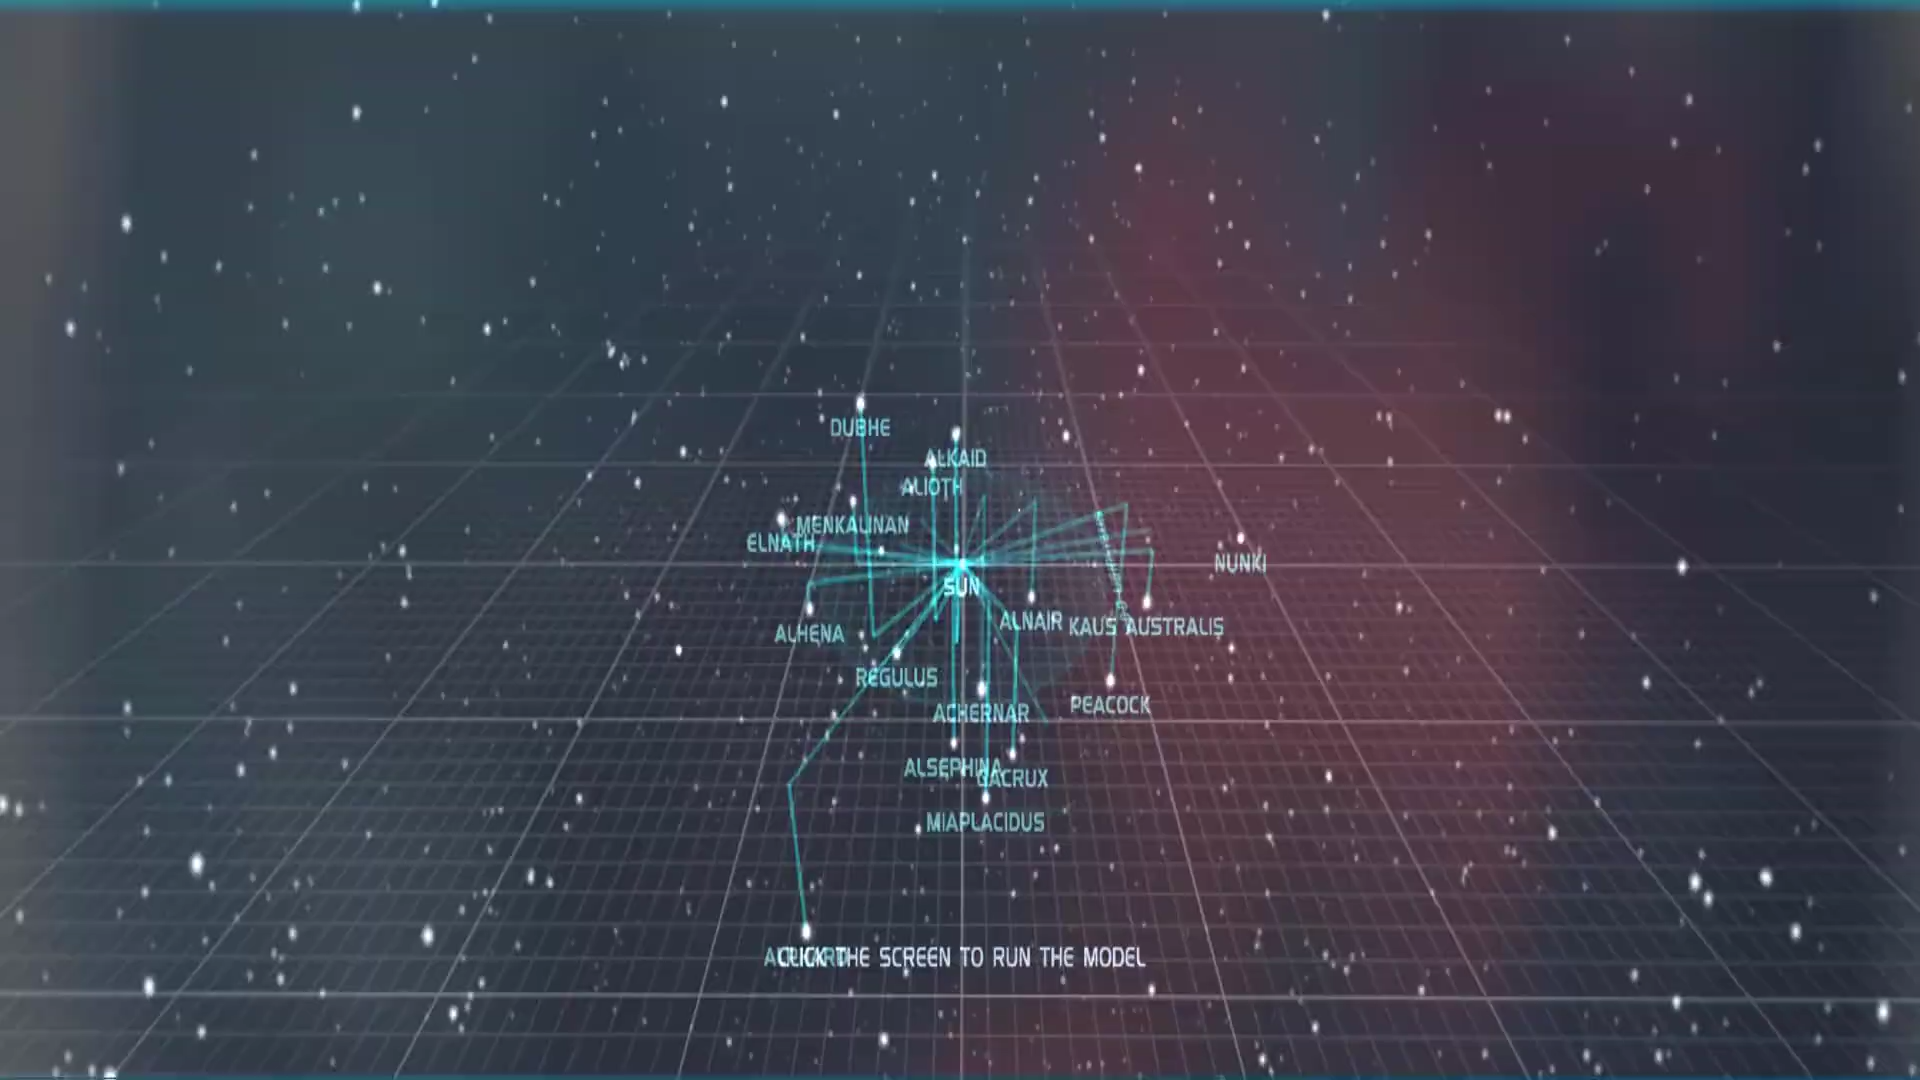 DUBHE
ALKAID
ALIOTH
MENKALINAN
ELNATH
NUNKI
SUN
ALNAIR
KAUS AUSTRALIS
ALHENA
REGULUS
PEACOCK
ACHERNAR
ALSEPHINA
GACRUX
MIAPLACIDUS
CLICK THE SCREEN TO RUN THE MODEL